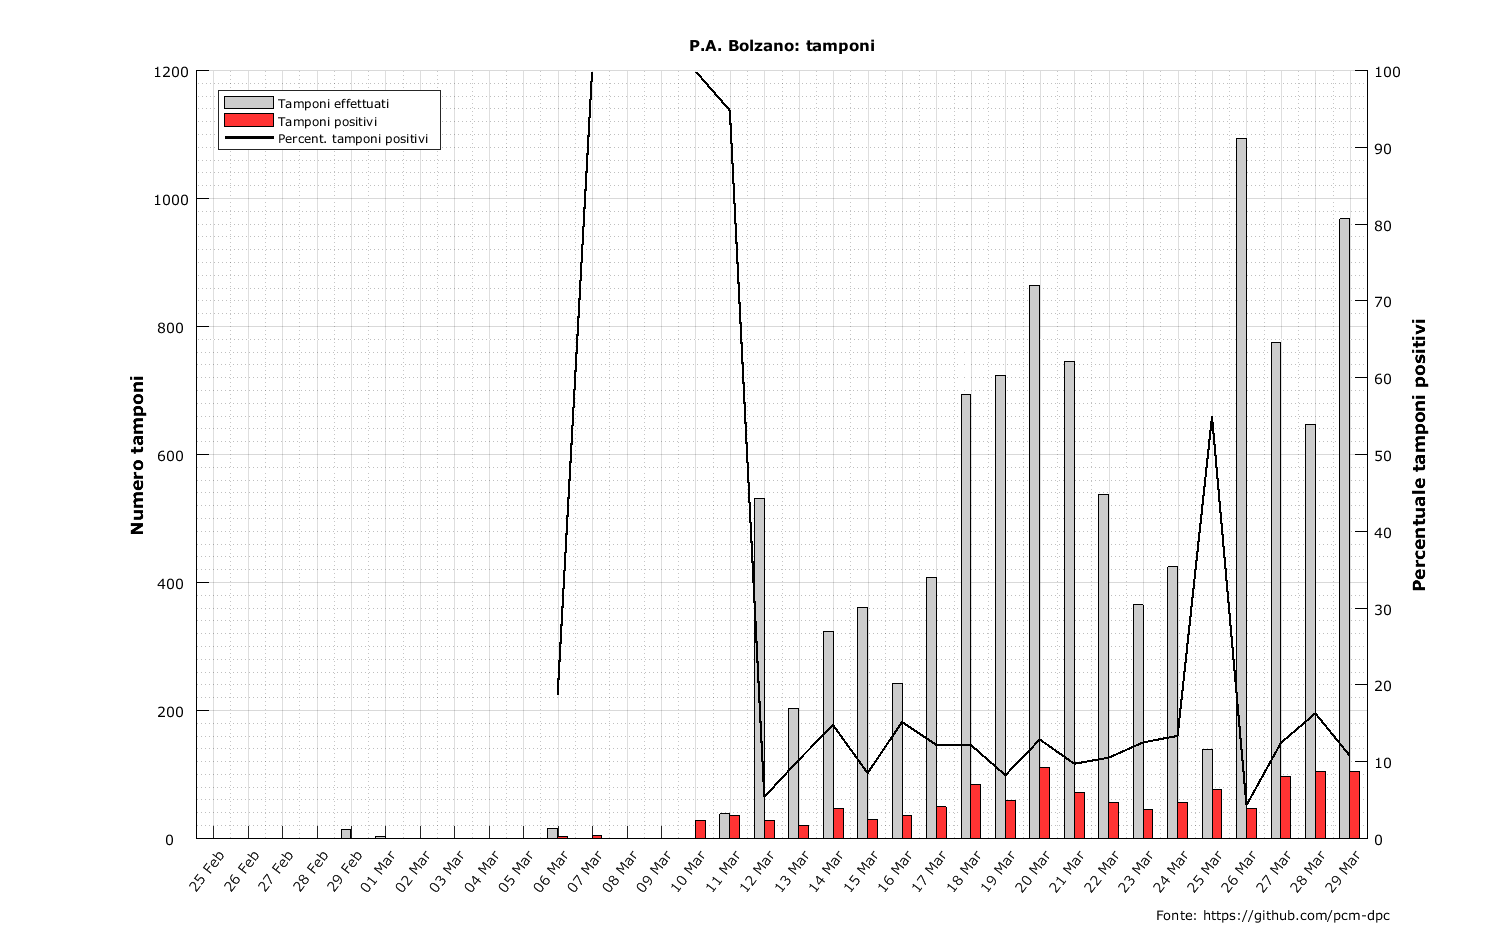 P.A. Bolzano: tamponi
Tamponi effettuati
Tamponi positivi
Percent. tamponi positivi
Numero tamponi
1200
1000
800
600
400
200
0
100
90
80
70
60
50
40
30
20
10
0
Percentuale tamponi positivi
25 Feb
26 Feb
27 Feb
28 Feb
29 Feb
01 Mar
02 Mar
03 Mar
04 Mar
05 Mar
06 Mar
07 Mar
08 Mar
09 Mar
10 Mar
11 Mar
12 Mar
13 Mar
14 Mar
15 Mar
16 Mar
17 Mar
18 Mar
19 Mar
20 Mar
21 Mar
22 Mar
23 Mar
24 Mar
25 Mar
26 Mar
27 Mar
28 Mar
29 Mar
Fonte: https://github.com/pcm-dpc